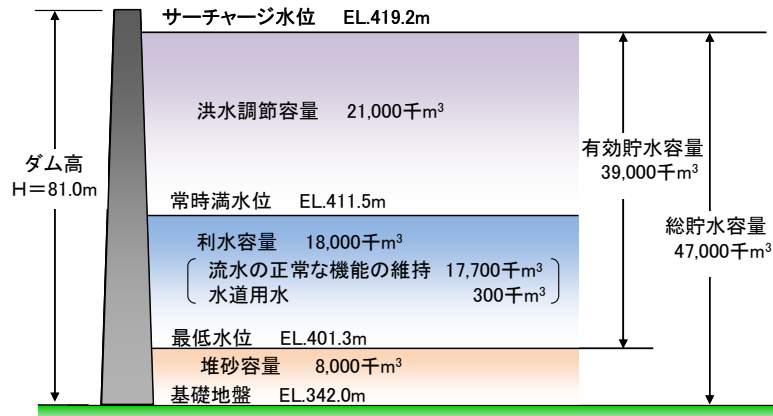 サーチャージ水位 EL.419.2m
洪水調節容量 21,000千m³
有効貯水容量
39,000千m³
ダム高
H=81.0m
常時満水位 EL.411.5m
総貯水容量
47,000千m³
利水容量 18,000千m³
流水の正常な機能の維持 17,700千m³
水道用水 300千m³
最低水位 EL.401.3m
堆砂容量 8,000千m³
基礎地盤 EL.342.0m